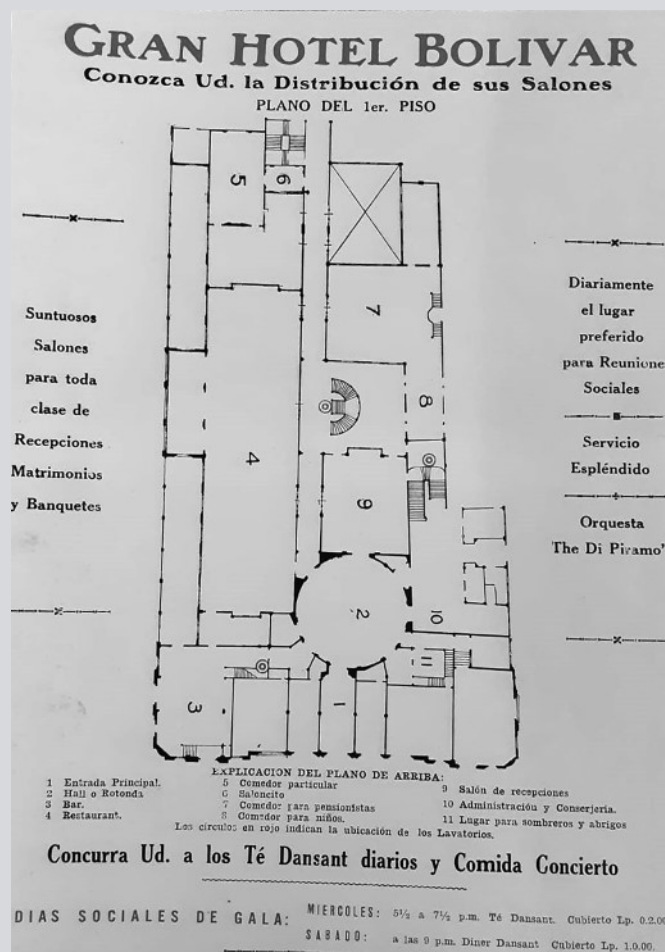 GRAN HOTEL BOLIVAR
Conozca Ud. la Distribución de sus Salones
PLANO DEL 1er. PISO
5
6
7
8
4
9
2
10
11
3
1
Suntuosos
Salones
para toda
clase de
Recepciones
Matrimonios
y Banquetes
Diariamente
el lugar
preferido
para Reunione
Sociales
Servicio
Espléndido
Orquesta
'The Di Piramo'
EXPLICACION DEL PLANO DE ARRIBA:
1 Entrada Principal.
2 Hall o Rotonda
3 Bar.
4 Restaurant.
5 Comedor particular
6 Saloncito
7 Comedor para pensionistas
8 Comedor para niños.
9 Salón de recepciones
10 Administración y Conserjería.
11 Lugar para sombreros y abrigos
Los círculos en rojo indican la ubicación de los Lavatorios.
Concurra Ud. a los Té Dansant diarios y Comida Concierto
DIAS SOCIALES DE GALA:
MIERCOLES: 5½ a 7½ p.m. Té Dansant. Cubierto Lp. 0.2.00
SABADO: a las 9 p.m. Diner Dansant Cubierto Lp. 1.0.00